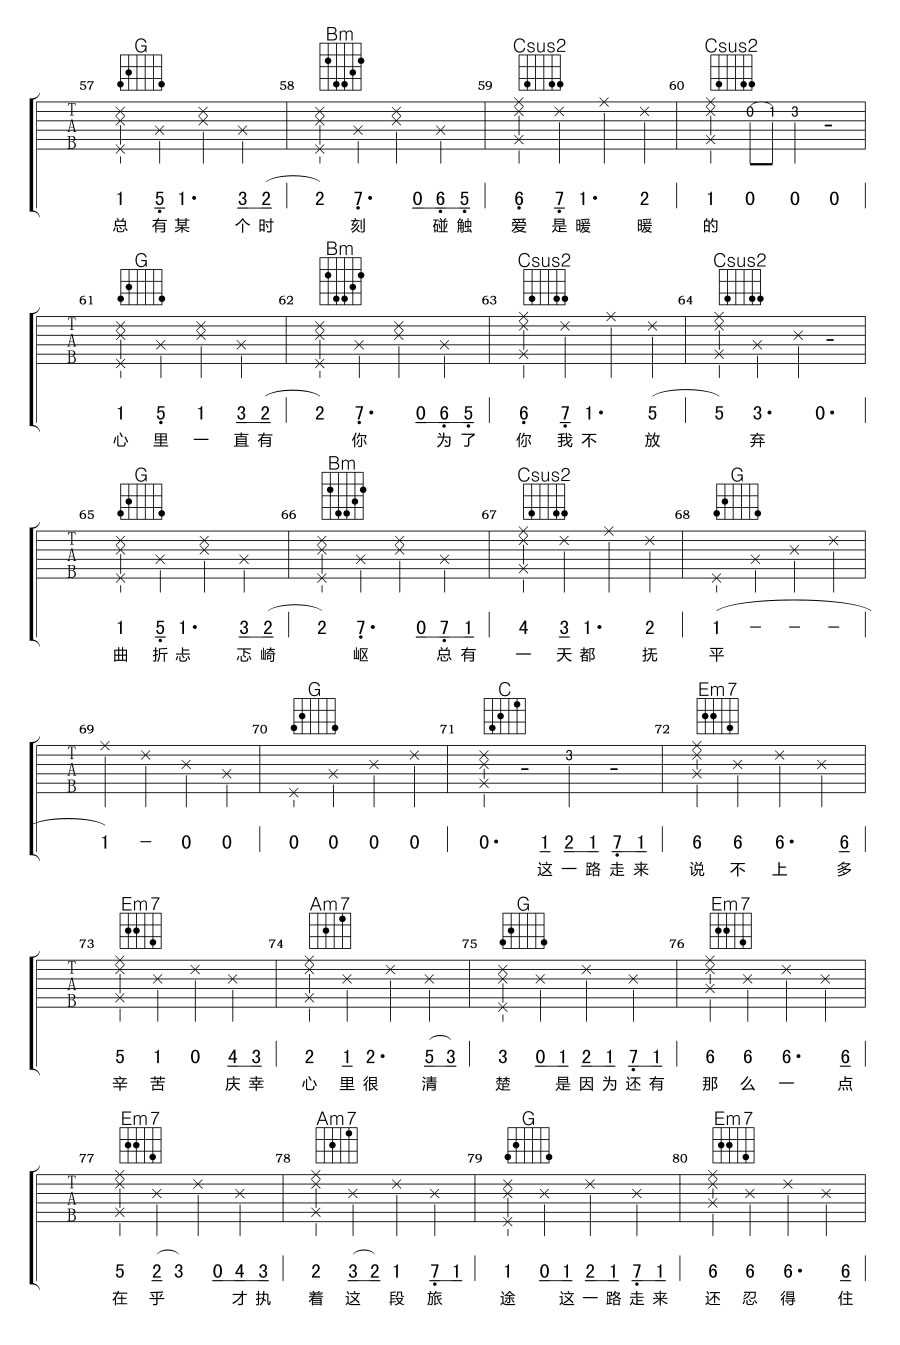 G Bm Csus2 Csus2
57 58 59 60
T A B 0 1 3
1 5 1· 3 2 2 7· 0 6 5 6 7 1· 2 1 0 0 0
总 有 某 个 时 刻 碰 触 爱 是 暖 暖 的
G Bm Csus2 Csus2
61 62 63 64
T A B
1 5 1 3 2 2 7· 0 6 5 6 7 1· 5 5 3· 0·
心 里 一 直 有 你 为 了 你 我 不 放 弃
G Bm Csus2 G
65 66 67 68
T A B
1 5 1· 3 2 2 7· 0 7 1 4 3 1· 2 1 − − −
曲 折 忐 忑 崎 岖 总 有 一 天 都 抚 平
G C Em7
69 70 71 72
T A B 3
1 − 0 0 0 0 0 0 0· 1 2 1 7 1 6 6 6· 6
这 一 路 走 来 说 不 上 多
Em7 Am7 G Em7
73 74 75 76
T A B
5 1 0 4 3 2 1 2· 5 3 3 0 1 2 1 7 1 6 6 6· 6
辛 苦 庆 幸 心 里 很 清 楚 是 因 为 还 有 那 么 一 点
Em7 Am7 G Em7
77 78 79 80
T A B
5 2 3 0 4 3 2 3 2 1 7 1 1 0 1 2 1 7 1 6 6 6· 6
在 乎 才 执 着 这 段 旅 途 这 一 路 走 来 还 忍 得 住